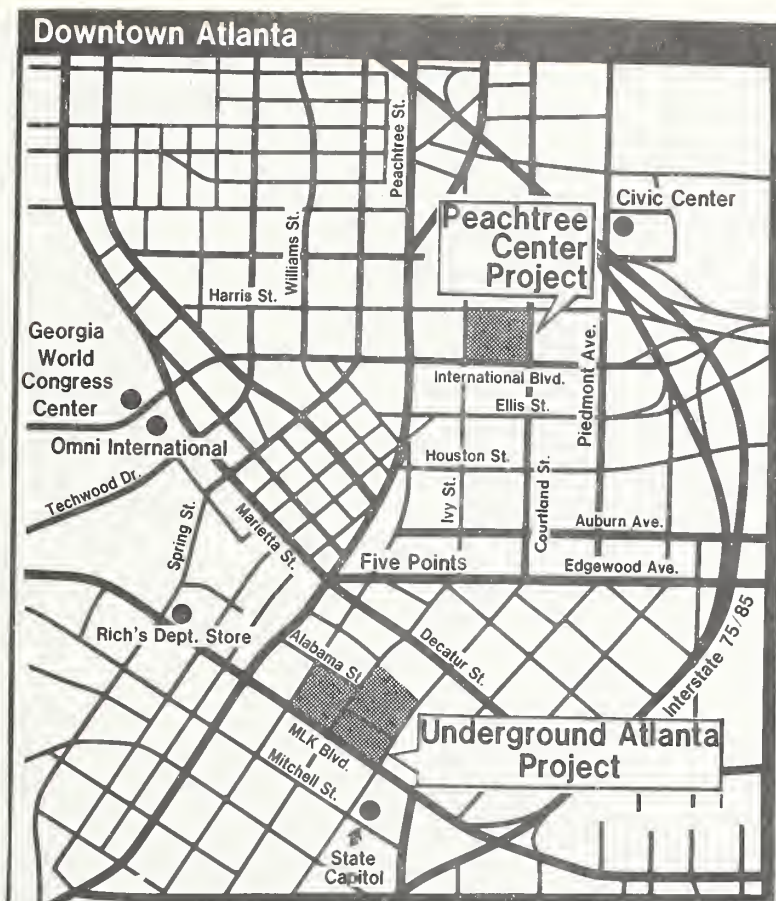 Downtown Atlanta
Peachtree St.
Civic Center
Peachtree
Center
Project
Williams St.
Harris St.
Georgia
World
Congress
Center
Piedmont Ave.
International Blvd.
Ellis St.
Omni International
Houston St.
Techwood Dr.
Ivy St.
Courtland St.
Spring St.
Marietta St.
Auburn Ave.
Five Points
Edgewood Ave.
Rich's Dept. Store
Alabama St.
Decatur St.
Interstate 75/85
MLK Blvd.
Mitchell St.
Underground Atlanta
Project
State
Capitol